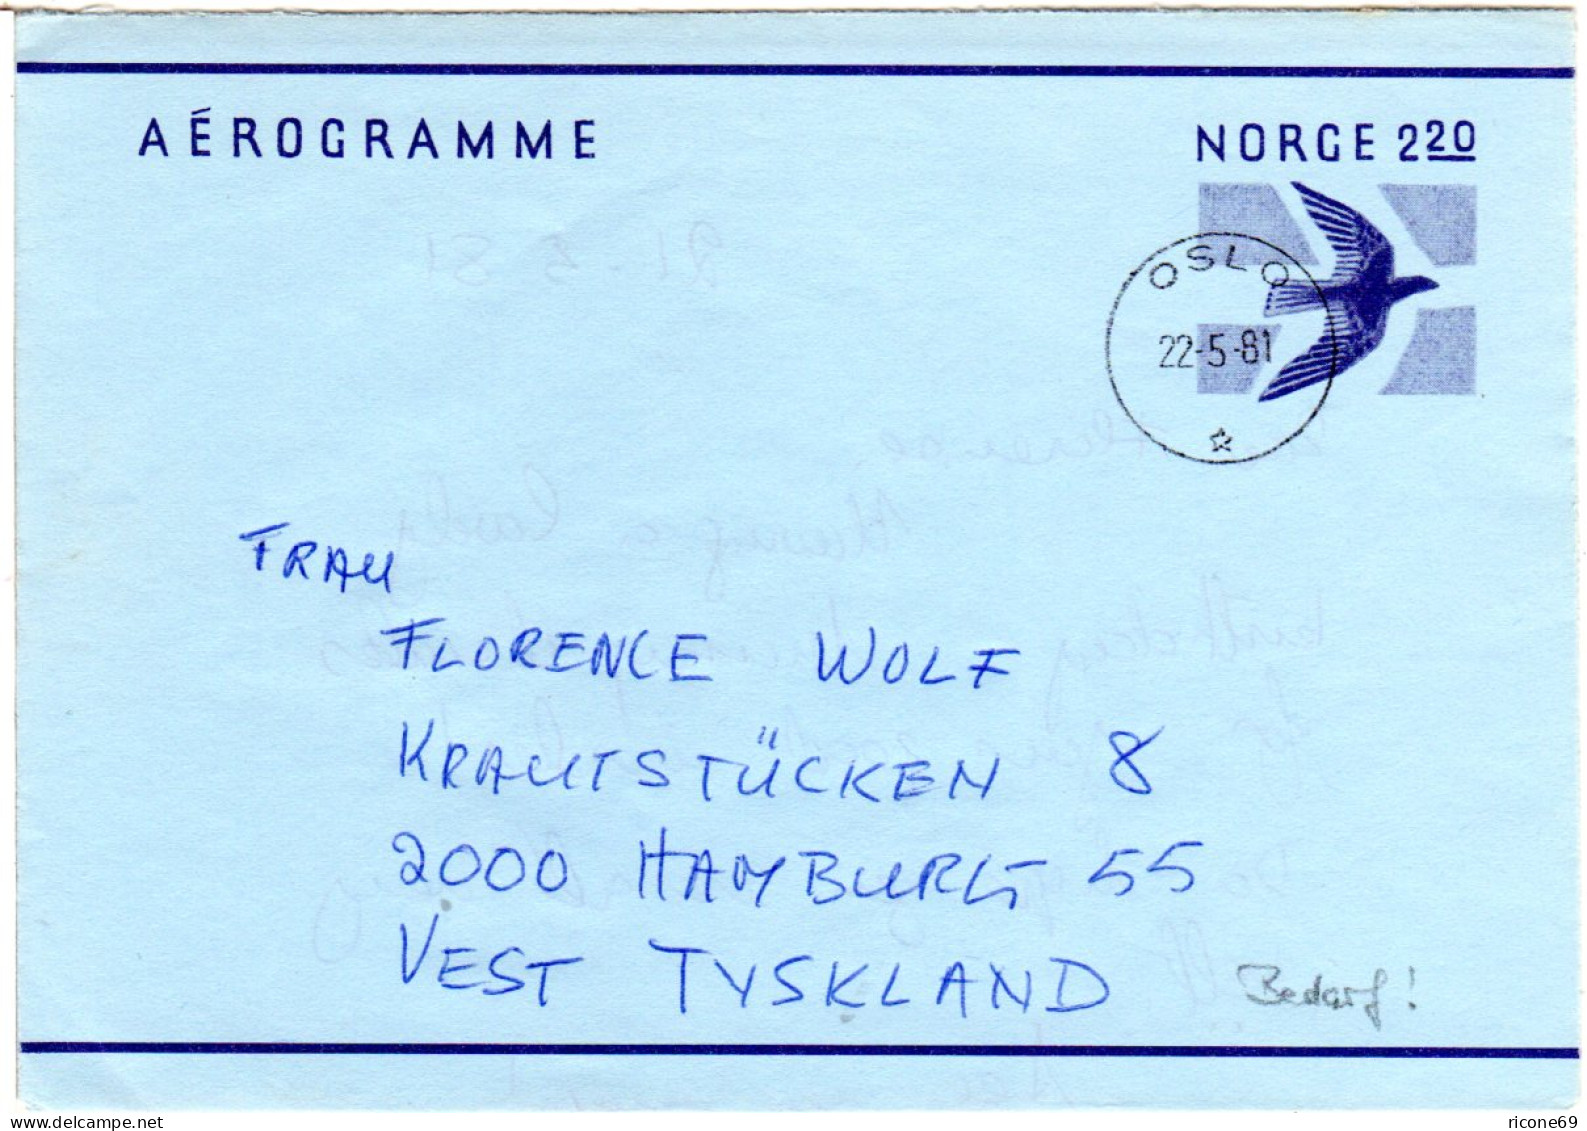 AÉROGRAMME
NORGE 220
OSLO
22-5-81
FRAU
FLORENCE WOLF
KRAUTSTÜCKEN 8
2000 HAMBURG 55
VEST TYSKLAND
Bedarf!
delcampe.net
ricone69